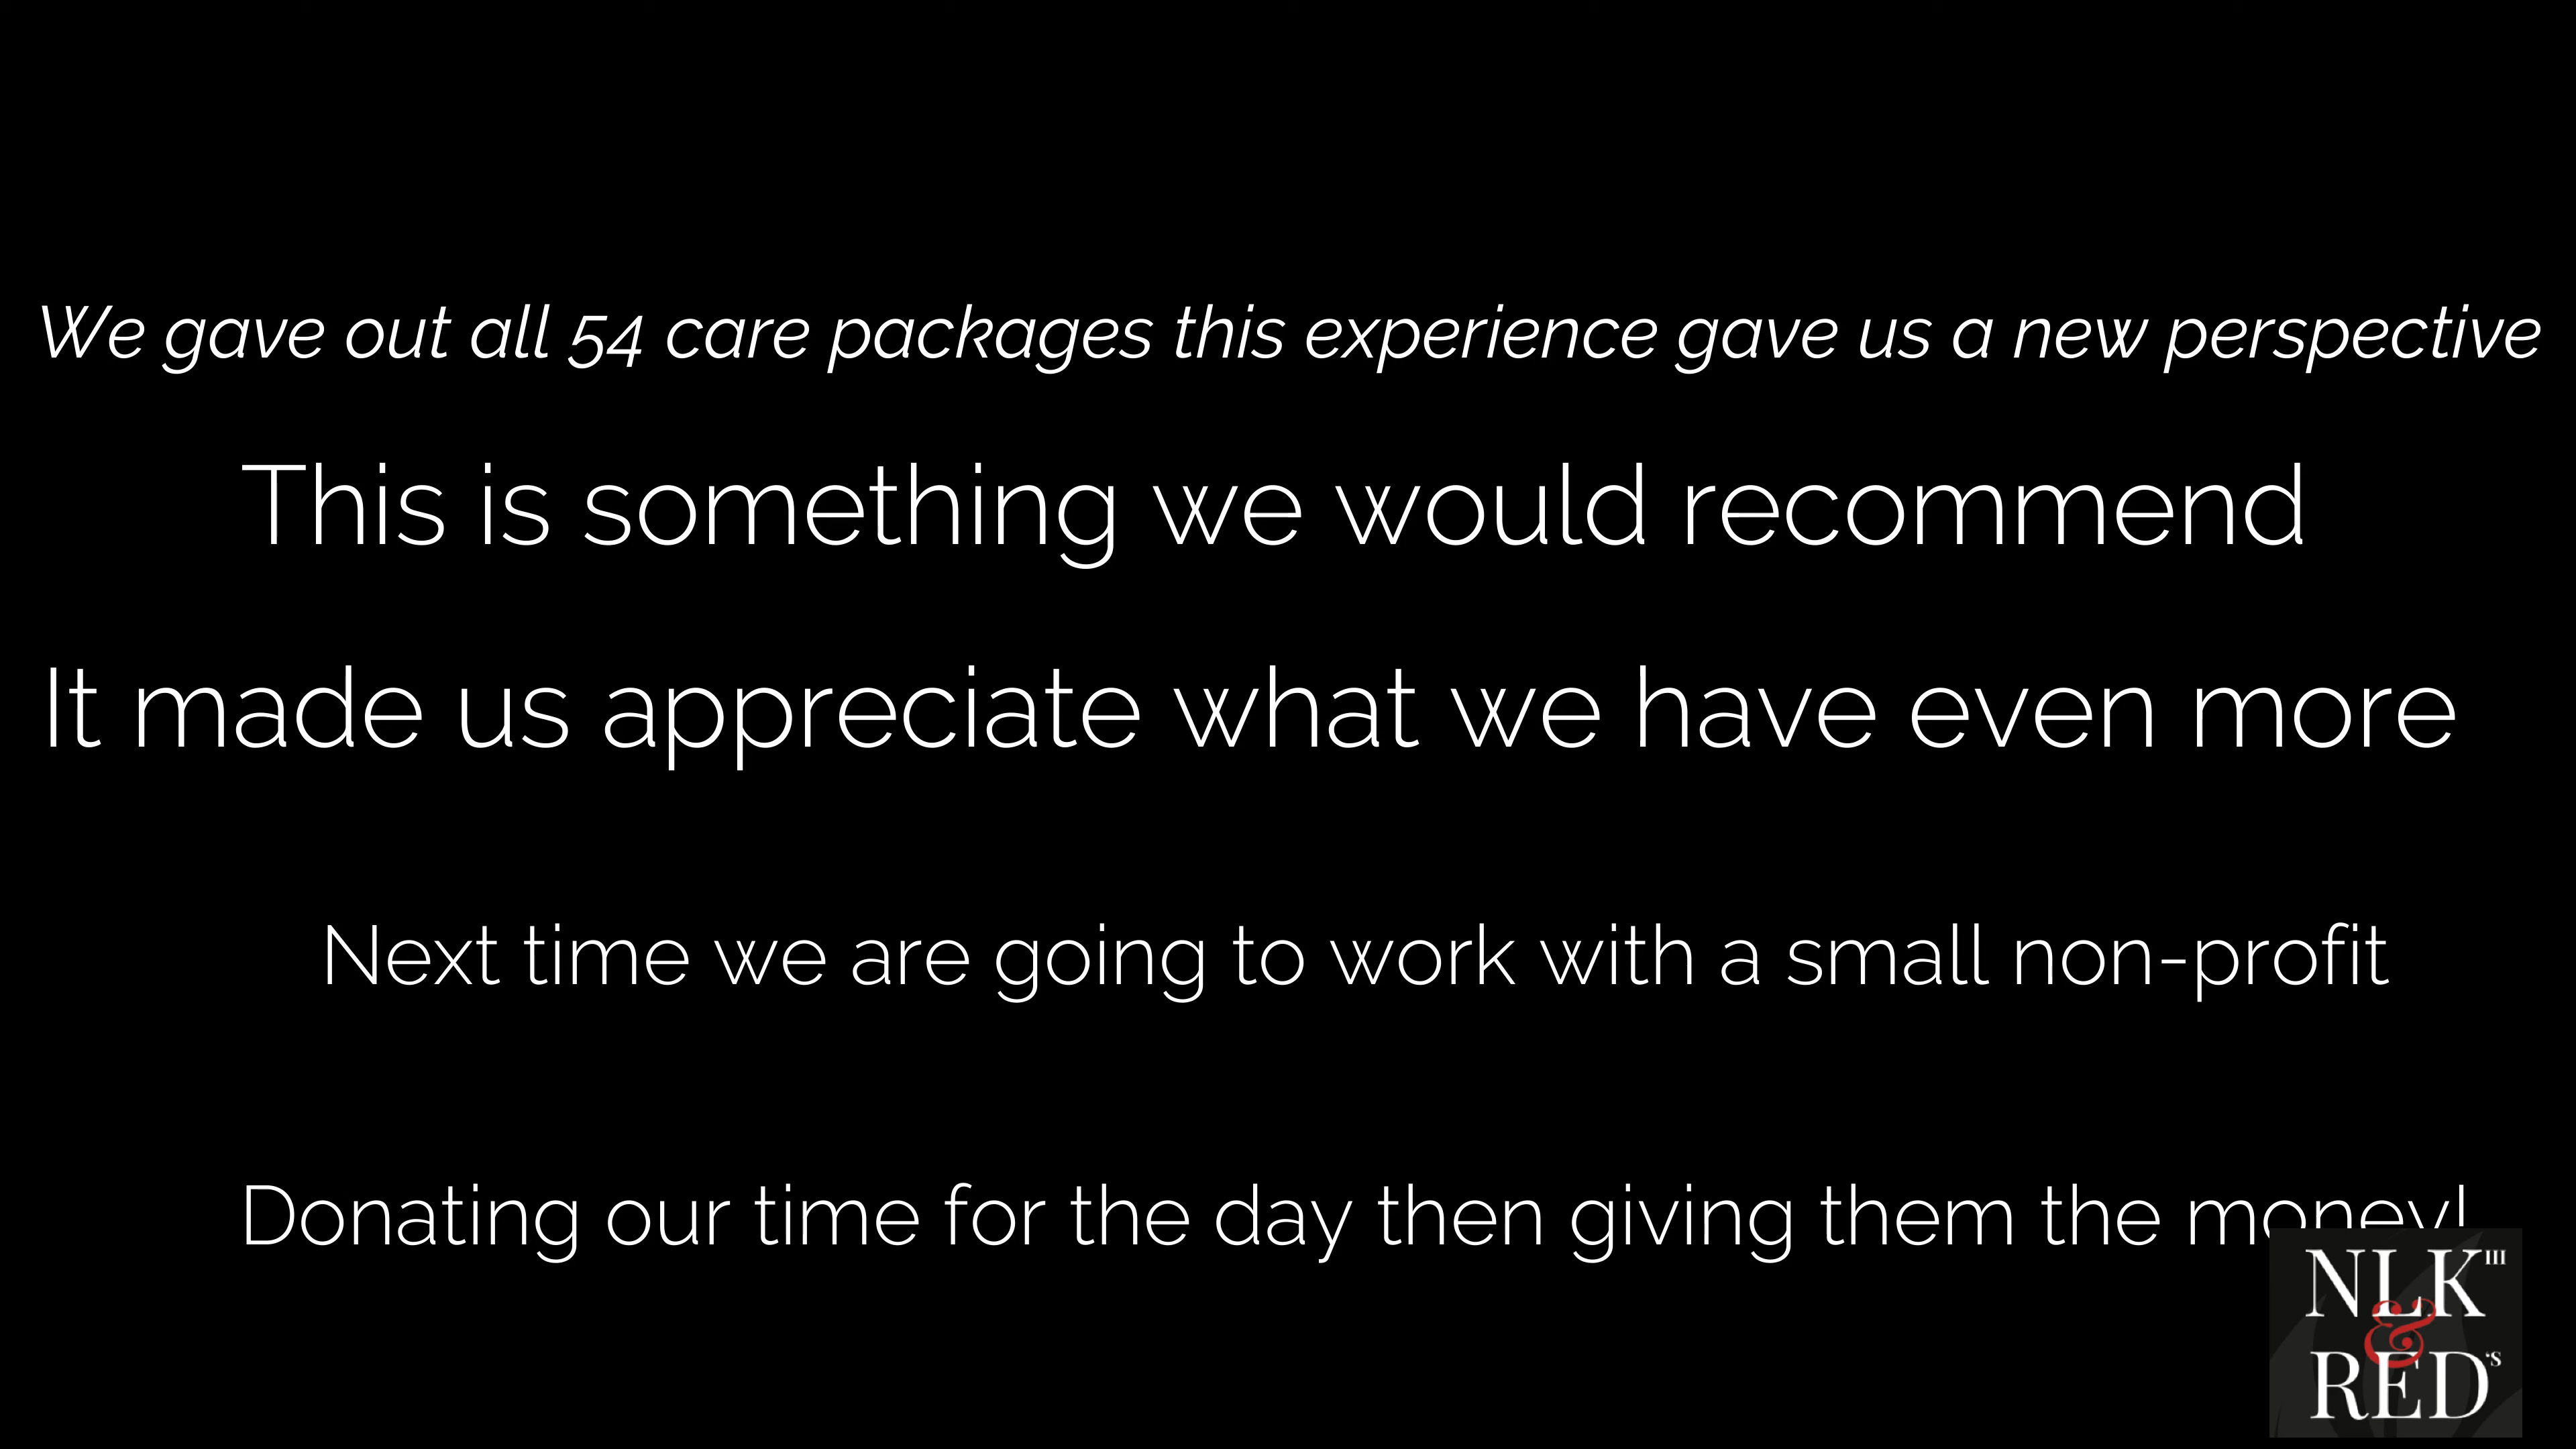 We gave out all 54 care packages this experience gave us a new perspective
This is something we would recommend
It made us appreciate what we have even more
Next time we are going to work with a small non-profit
Donating our time for the day then giving them the money!
NLK III
&
RED'S